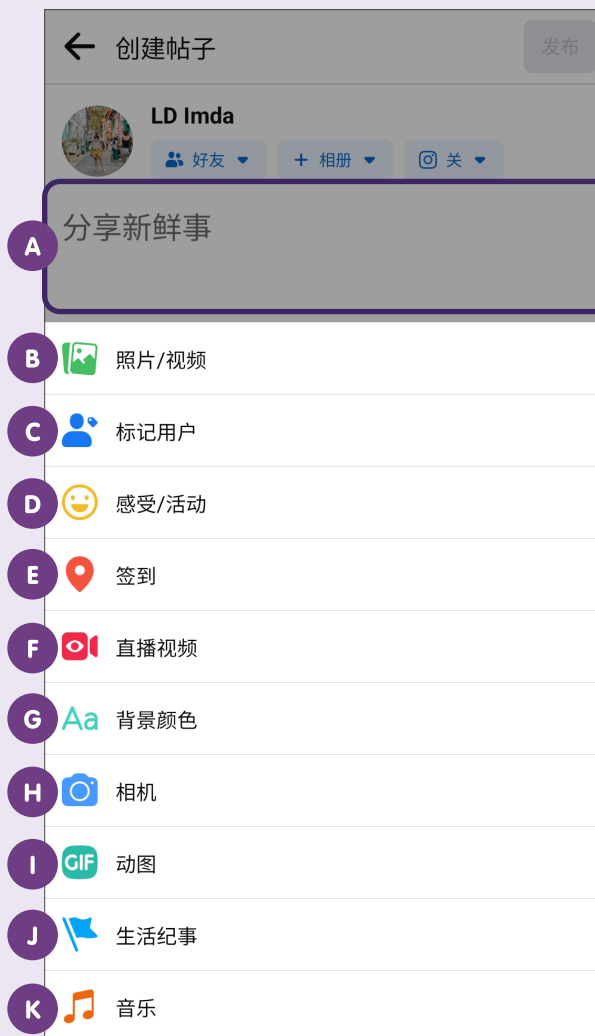 创建帖子
发布
LD Imda
好友
+ 相册
关
A
分享新鲜事
B 照片/视频
C 标记用户
D 感受/活动
E 签到
F 直播视频
G Aa 背景颜色
H 相机
I GIF 动图
J 生活纪事
K 音乐